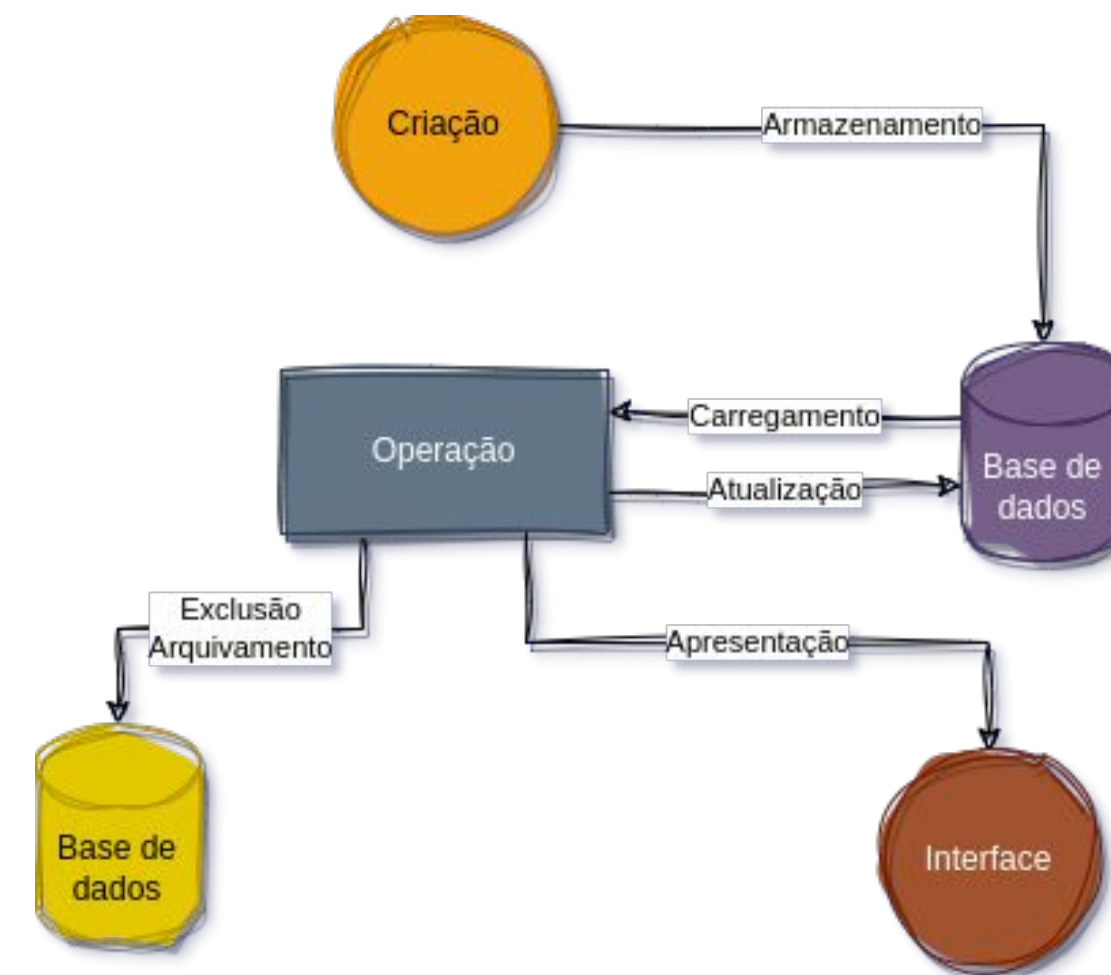 Criação
Armazenamento
Carregamento
Operação
Base de
dados
Atualização
Exclusão
Arquivamento
Apresentação
Base de
dados
Interface